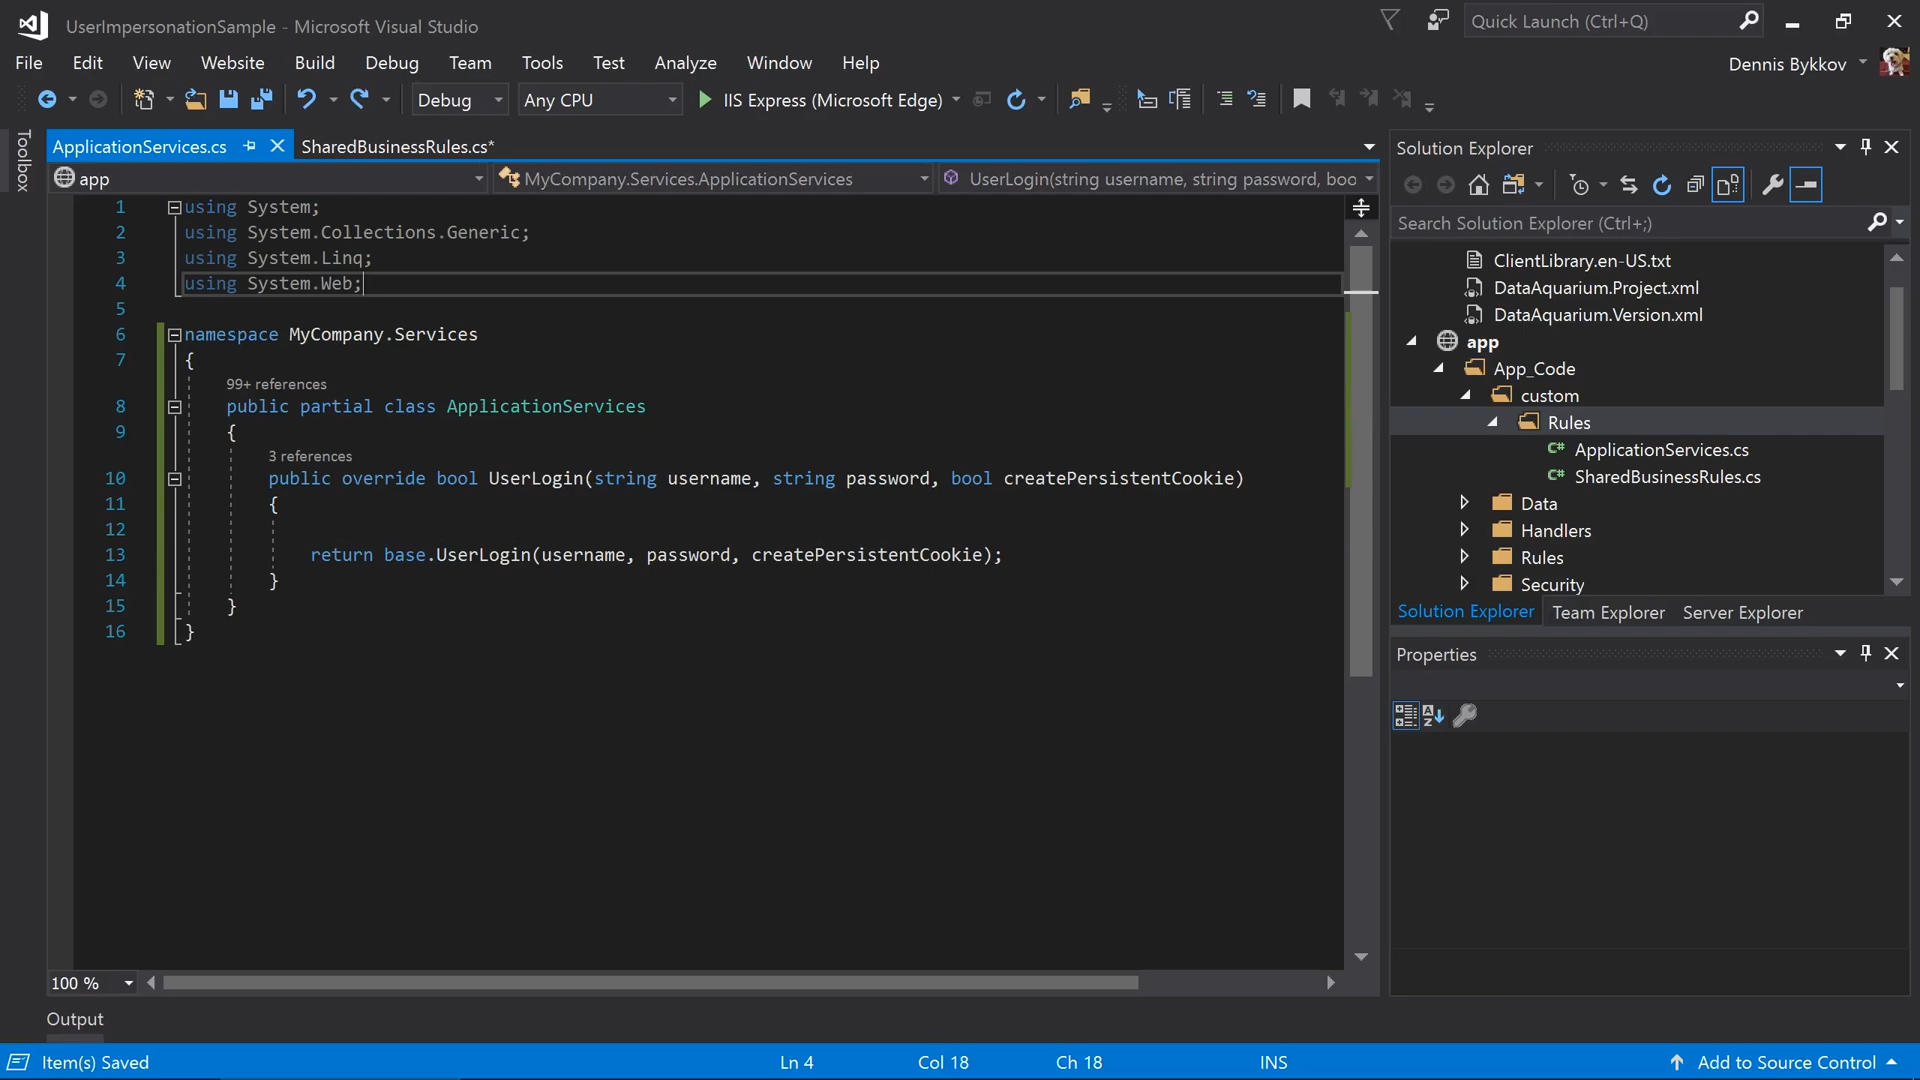 UserImpersonationSample - Microsoft Visual Studio
Quick Launch (Ctrl+Q)
File Edit View Website Build Debug Team Tools Test Analyze Window Help
Dennis Bykkov
Debug Any CPU IIS Express (Microsoft Edge)
Toolbox
ApplicationServices.cs SharedBusinessRules.cs*
app MyCompany.Services.ApplicationServices UserLogin(string username, string password, boo
1 using System;
2 using System.Collections.Generic;
3 using System.Linq;
4 using System.Web;
5
6 namespace MyCompany.Services
7 {
99+ references
8 public partial class ApplicationServices
9 {
3 references
10 public override bool UserLogin(string username, string password, bool createPersistentCookie)
11 {
12
13 return base.UserLogin(username, password, createPersistentCookie);
14 }
15 }
16 }
100 %
Output
Solution Explorer
Search Solution Explorer (Ctrl+;)
ClientLibrary.en-US.txt
DataAquarium.Project.xml
DataAquarium.Version.xml
app
App_Code
custom
Rules
C# ApplicationServices.cs
C# SharedBusinessRules.cs
Data
Handlers
Rules
Security
Solution Explorer Team Explorer Server Explorer
Properties
Item(s) Saved Ln 4 Col 18 Ch 18 INS Add to Source Control